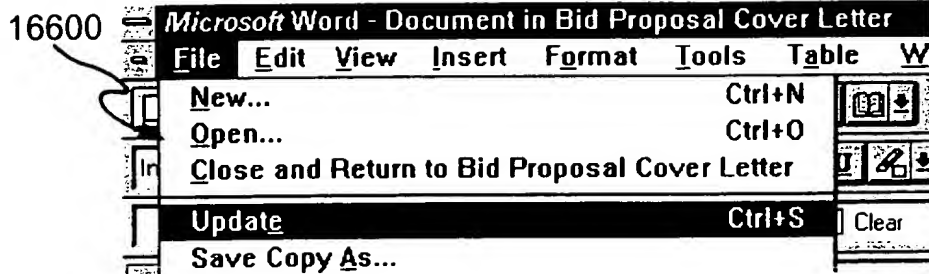 16600
Microsoft Word - Document in Bid Proposal Cover Letter
File Edit View Insert Format Tools Table W
New... Ctrl+N
Open... Ctrl+O
Close and Return to Bid Proposal Cover Letter
In
Update Ctrl+S Clear
Save Copy As...